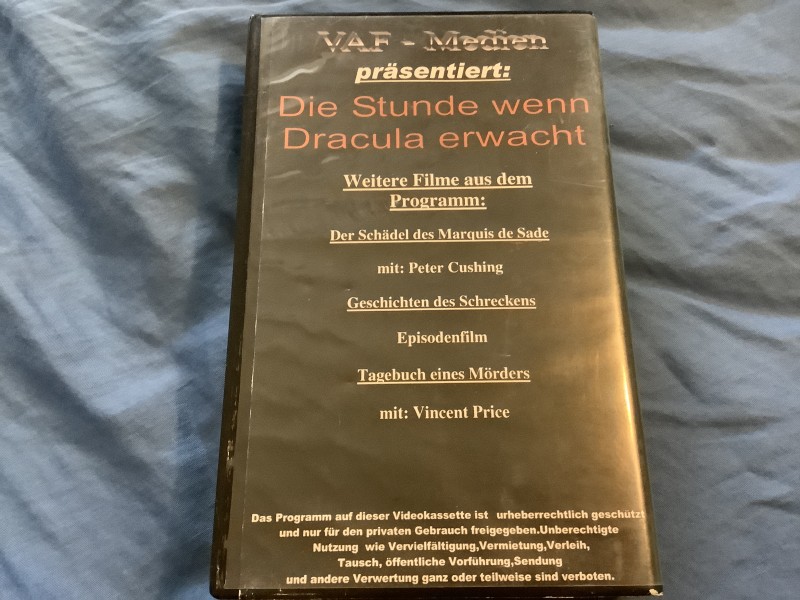 VAF - Medien
präsentiert:
Die Stunde wenn
Dracula erwacht
Weitere Filme aus dem
Programm:
Der Schädel des Marquis de Sade
mit: Peter Cushing
Geschichten des Schreckens
Episodenfilm
Tagebuch eines Mörders
mit: Vincent Price
Das Programm auf dieser Videokassette ist urheberrechtlich geschützt
und nur für den privaten Gebrauch freigegeben.Unberechtigte
Nutzung wie Vervielfältigung,Vermietung,Verleih,
Tausch, öffentliche Vorführung,Sendung
und andere Verwertung ganz oder teilweise sind verboten.